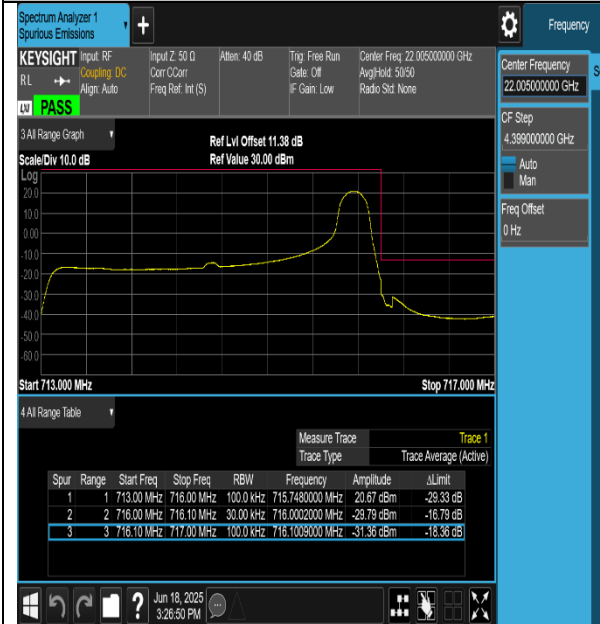 Spectrum Analyzer 1
Spurious Emissions
Frequency
KEYSIGHT Input: RF Input Z: 50 Ω Atten: 40 dB Trig: Free Run Center Freq: 22.005000000 GHz
RL Coupling: DC Corr CCorr Gate: Off Avg|Hold: 50/50
Align: Auto Freq Ref: Int (S) IF Gain: Low Radio Std: None
LXI PASS
Center Frequency
22.005000000 GHz
S
CF Step
4.399000000 GHz
Auto
Man
Freq Offset
0 Hz
3 All Range Graph
Ref Lvl Offset 11.38 dB
Scale/Div 10.0 dB Ref Value 30.00 dBm
Log
20.0
10.0
0.00
-10.0
-20.0
-30.0
-40.0
-50.0
-60.0
Start 713.000 MHz Stop 717.000 MHz
4 All Range Table
Measure Trace Trace 1
Trace Type Trace Average (Active)
Spur Range Start Freq Stop Freq RBW Frequency Amplitude ΔLimit
1 1 713.00 MHz 716.00 MHz 100.0 kHz 715.7480000 MHz 20.67 dBm -29.33 dB
2 2 716.00 MHz 716.10 MHz 30.00 kHz 716.0002000 MHz -29.79 dBm -16.79 dB
3 3 716.10 MHz 717.00 MHz 100.0 kHz 716.1009000 MHz -31.36 dBm -18.36 dB
Jun 18, 2025
3:26:50 PM